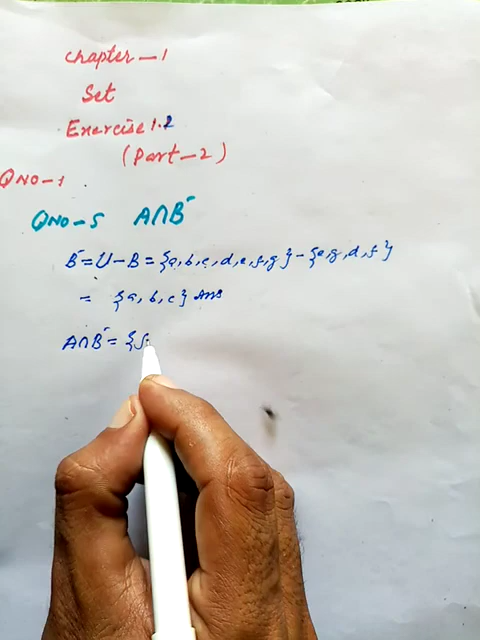 Chapter - 1
Set
Exercise 1.2
(Part - 2)
QNO - 1
QNO - 5 A∩B'
B' = U - B = {a, b, c, d, e, f, g} - {e, g, d, f}
= {a, b, c} Ans
A∩B' = {f